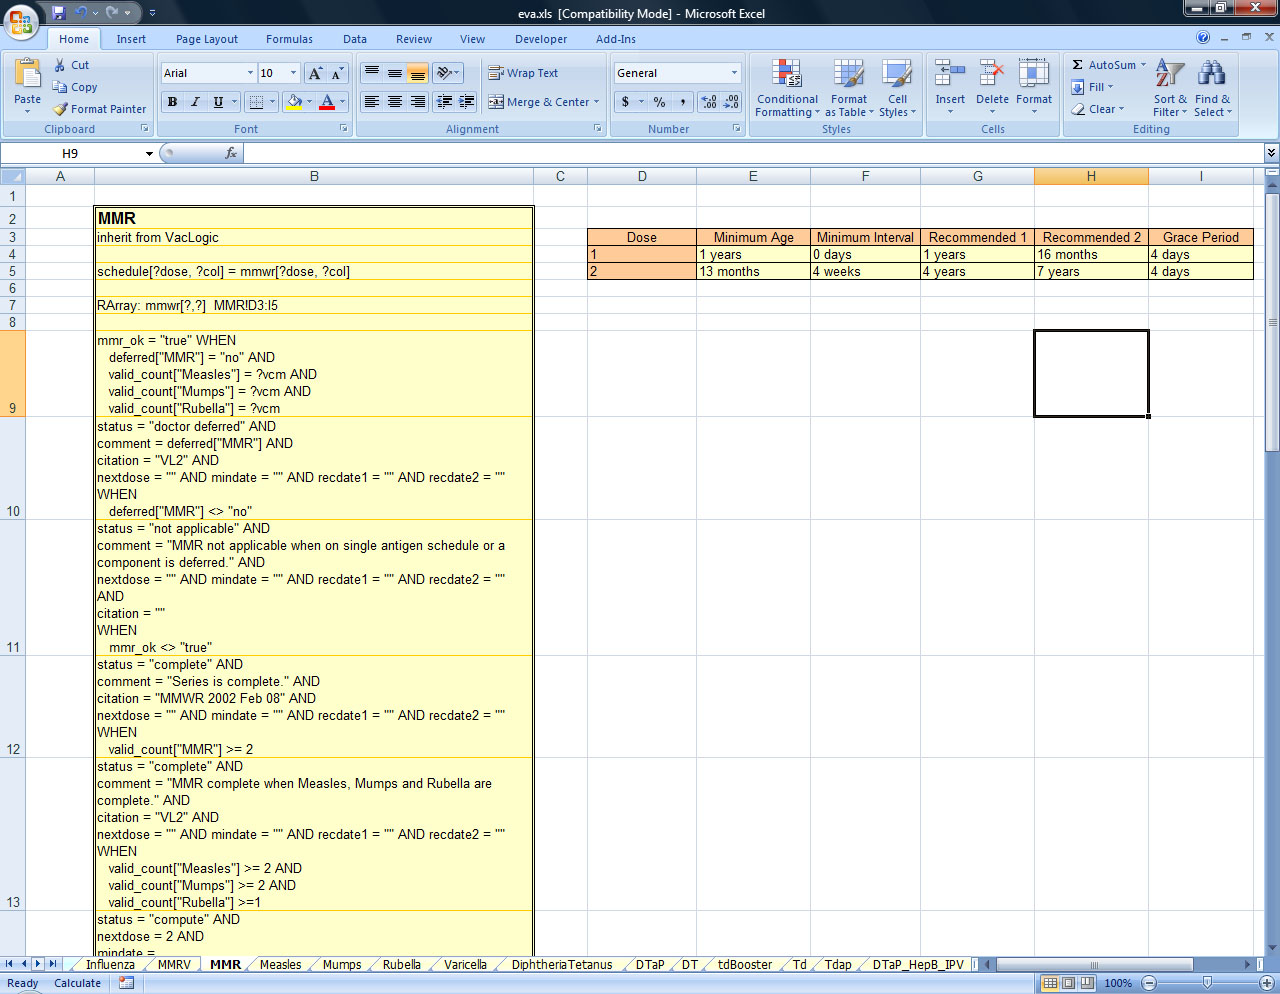 eva.xls [Compatibility Mode] - Microsoft Excel
Home Insert Page Layout Formulas Data Review View Developer Add-Ins
Paste Cut Copy Format Painter Clipboard
Arial 10 B I U A Font
Wrap Text Merge & Center Alignment
General $ % , .00 Number
Conditional Formatting Format as Table Cell Styles Styles
Insert Delete Format Cells
Σ AutoSum Fill Clear Sort & Filter Find & Select Editing
H9 fx
A B C D E F G H I
1
2 MMR
3 inherit from VacLogic Dose Minimum Age Minimum Interval Recommended 1 Recommended 2 Grace Period
4 1 1 years 0 days 1 years 16 months 4 days
5 schedule[?dose, ?col] = mmwr[?dose, ?col] 2 13 months 4 weeks 4 years 7 years 4 days
6
7 RArray: mmwr[?,?] MMR!D3:I5
8
mmr_ok = "true" WHEN
deferred["MMR"] = "no" AND
valid_count["Measles"] = ?vcm AND
valid_count["Mumps"] = ?vcm AND
9 valid_count["Rubella"] = ?vcm
status = "doctor deferred" AND
comment = deferred["MMR"] AND
citation = "VL2" AND
nextdose = "" AND mindate = "" AND recdate1 = "" AND recdate2 = ""
WHEN
10 deferred["MMR"] <> "no"
status = "not applicable" AND
comment = "MMR not applicable when on single antigen schedule or a
component is deferred." AND
nextdose = "" AND mindate = "" AND recdate1 = "" AND recdate2 = ""
AND
citation = ""
WHEN
11 mmr_ok <> "true"
status = "complete" AND
comment = "Series is complete." AND
citation = "MMWR 2002 Feb 08" AND
nextdose = "" AND mindate = "" AND recdate1 = "" AND recdate2 = ""
WHEN
12 valid_count["MMR"] >= 2
status = "complete" AND
comment = "MMR complete when Measles, Mumps and Rubella are
complete." AND
citation = "VL2" AND
nextdose = "" AND mindate = "" AND recdate1 = "" AND recdate2 = ""
WHEN
valid_count["Measles"] >= 2 AND
valid_count["Mumps"] >= 2 AND
13 valid_count["Rubella"] >=1
status = "compute" AND
nextdose = 2 AND
mindate =
Influenza MMRV MMR Measles Mumps Rubella Varicella DiphtheriaTetanus DTaP DT tdBooster Td Tdap DTaP_HepB_IPV
Ready Calculate 100%